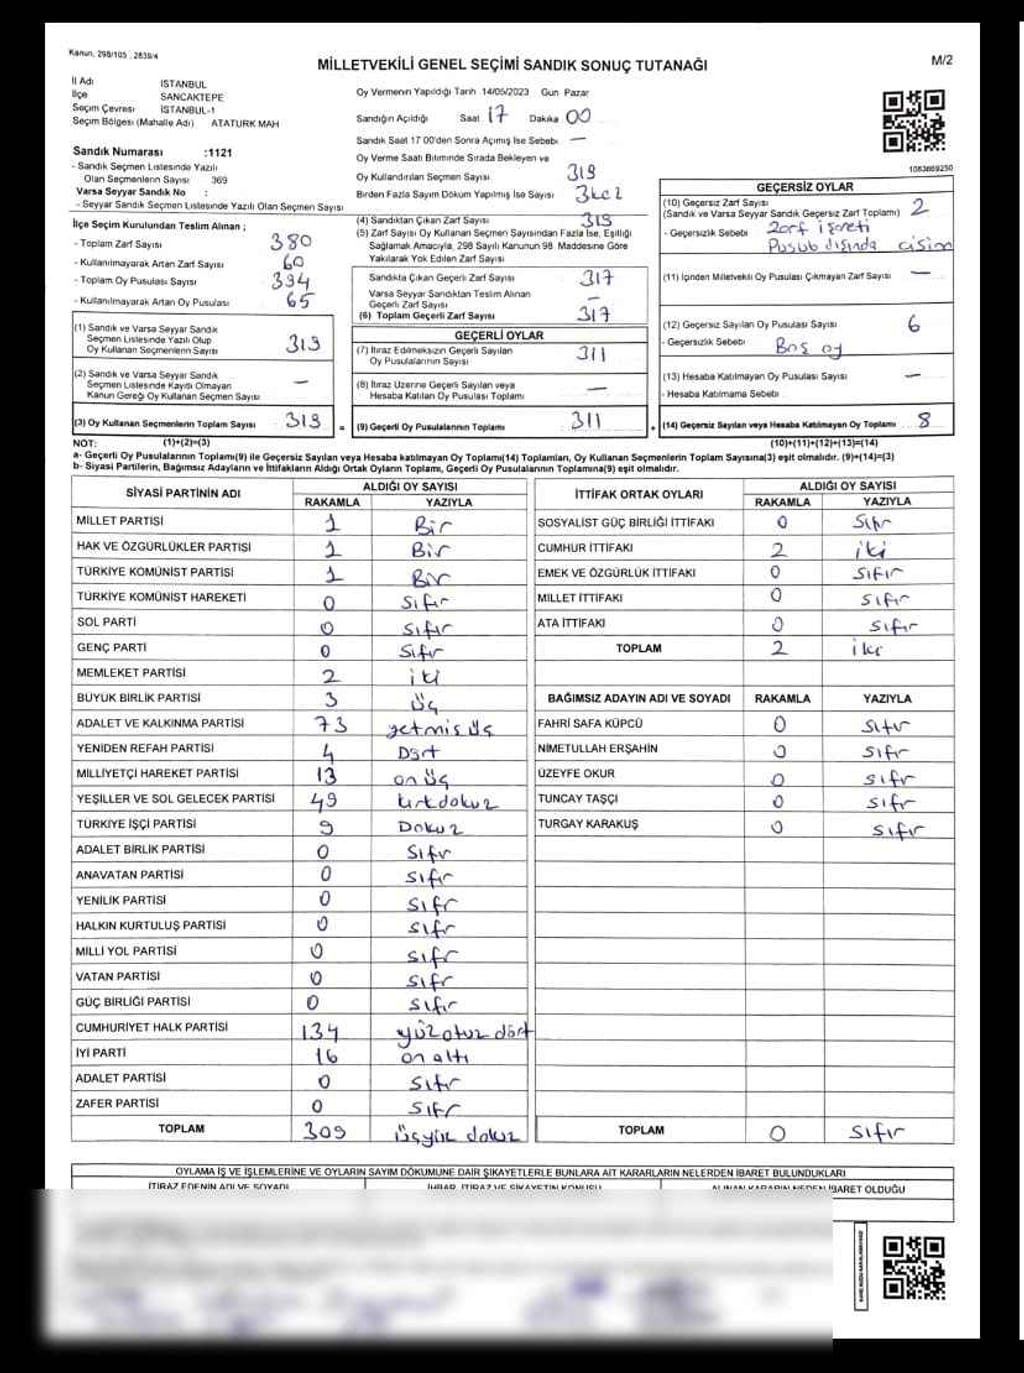 Kanun, 298/105 ; 2839/4
MİLLETVEKİLİ GENEL SEÇİMİ SANDIK SONUÇ TUTANAĞI
M/2
İl Adı İSTANBUL
İlçe SANCAKTEPE
Seçim Çevresi İSTANBUL-1
Seçim Bölgesi (Mahalle Adı) ATATÜRK MAH
Sandık Numarası :1121
- Sandık Seçmen Listesinde Yazılı
Olan Seçmenlerin Sayısı 369
Varsa Seyyar Sandık No :
- Seyyar Sandık Seçmen Listesinde Yazılı Olan Seçmen Sayısı
İlçe Seçim Kurulundan Teslim Alınan ;
- Toplam Zarf Sayısı 380
- Kullanılmayarak Artan Zarf Sayısı 60
- Toplam Oy Pusulası Sayısı 394
- Kullanılmayarak Artan Oy Pusulası 65
(1) Sandık ve Varsa Seyyar Sandık
Seçmen Listesinde Yazılı Olup
Oy Kullanan Seçmenlerin Sayısı 319
(2) Sandık ve Varsa Seyyar Sandık
Seçmen Listesinde Kaydı Olmayan
Kanun Gereği Oy Kullanan Seçmen Sayısı —
(3) Oy Kullanan Seçmenlerin Toplam Sayısı 319
Oy Vermenin Yapıldığı Tarih 14/05/2023 Gün Pazar
Sandığın Açıldığı Saat 17 Dakika 00
Sandık Saat 17 00'den Sonra Açılmış İse Sebebi —
Oy Verme Saati Bitiminde Sırada Bekleyen ve
Oy Kullandırılan Seçmen Sayısı 319
Birden Fazla Sayım Döküm Yapılmış İse Sayısı
(4) Sandıktan Çıkan Zarf Sayısı 319
(5) Zarf Sayısı Oy Kullanan Seçmen Sayısından Fazla İse, Eşitliği
Sağlamak Amacıyla, 298 Sayılı Kanunun 98 Maddesine Göre
Yakılarak Yok Edilen Zarf Sayısı
Sandıkta Çıkan Geçerli Zarf Sayısı 317
Varsa Seyyar Sandıktan Teslim Alınan
Geçerli Zarf Sayısı —
(6) Toplam Geçerli Zarf Sayısı 317
GEÇERLİ OYLAR
(7) İtiraz Edilmeksizin Geçerli Sayılan
Oy Pusulalarının Sayısı 311
(8) İtiraz Üzerine Geçerli Sayılan veya
Hesaba Katılan Oy Pusulası Toplamı —
= (9) Geçerli Oy Pusulalarının Toplamı 311
1083869250
GEÇERSİZ OYLAR
(10) Geçersiz Zarf Sayısı
(Sandık ve Varsa Seyyar Sandık Geçersiz Zarf Toplamı) 2
- Geçersizlik Sebebi Zarf işareti
Pusula dışında cisim
(11) İçinden Milletvekili Oy Pusulası Çıkmayan Zarf Sayısı —
(12) Geçersiz Sayılan Oy Pusulası Sayısı 6
- Geçersizlik Sebebi Boş oy
(13) Hesaba Katılmayan Oy Pusulası Sayısı —
- Hesaba Katılmama Sebebi
+ (14) Geçersiz Sayılan veya Hesaba Katılmayan Oy Toplamı 8
NOT: (1)+(2)=(3) (10)+(11)+(12)+(13)=(14)
a- Geçerli Oy Pusulasının Toplamı(9) ile Geçersiz Sayılan veya Hesaba katılmayan Oy Toplamı(14) Toplamları, Oy Kullanan Seçmenlerin Toplam Sayısına(3) eşit olmalıdır. (9)+(14)=(3)
b- Siyasi Partilerin, Bağımsız Adayların ve İttifakların Aldığı Ortak Oyların Toplamı, Geçerli Oy Pusulalarının Toplamına(9) eşit olmalıdır.
SİYASİ PARTİNİN ADI ALDIĞI OY SAYISI
RAKAMLA YAZIYLA
MİLLET PARTİSİ 1 Bir
HAK VE ÖZGÜRLÜKLER PARTİSİ 1 Bir
TÜRKİYE KOMÜNİST PARTİSİ 1 Bir
TÜRKİYE KOMÜNİST HAREKETİ 0 Sıfır
SOL PARTİ 0 Sıfır
GENÇ PARTİ 0 Sıfır
MEMLEKET PARTİSİ 2 iki
BÜYÜK BİRLİK PARTİSİ 3 üç
ADALET VE KALKINMA PARTİSİ 73 yetmiş üç
YENİDEN REFAH PARTİSİ 4 Dört
MİLLİYETÇİ HAREKET PARTİSİ 13 on üç
YEŞİLLER VE SOL GELECEK PARTİSİ 49 kırkdokuz
TÜRKİYE İŞÇİ PARTİSİ 9 Dokuz
ADALET BİRLİK PARTİSİ 0 Sıfır
ANAVATAN PARTİSİ 0 Sıfır
YENİLİK PARTİSİ 0 Sıfır
HALKIN KURTULUŞ PARTİSİ 0 Sıfır
MİLLİ YOL PARTİSİ 0 Sıfır
VATAN PARTİSİ 0 Sıfır
GÜÇ BİRLİĞİ PARTİSİ 0 Sıfır
CUMHURİYET HALK PARTİSİ 134 yüzotuz dört
İYİ PARTİ 16 on altı
ADALET PARTİSİ 0 Sıfır
ZAFER PARTİSİ 0 Sıfır
TOPLAM 309 üçyüz dokuz
İTTİFAK ORTAK OYLARI ALDIĞI OY SAYISI
RAKAMLA YAZIYLA
SOSYALİST GÜÇ BİRLİĞİ İTTİFAKI 0 Sıfır
CUMHUR İTTİFAKI 2 iki
EMEK VE ÖZGÜRLÜK İTTİFAKI 0 Sıfır
MİLLET İTTİFAKI 0 Sıfır
ATA İTTİFAKI 0 Sıfır
TOPLAM 2 iki
BAĞIMSIZ ADAYIN ADI VE SOYADI RAKAMLA YAZIYLA
FAHRİ SAFA KÜPCÜ 0 Sıfır
NİMETULLAH ERŞAHİN 0 Sıfır
ÜZEYFE OKUR 0 Sıfır
TUNCAY TAŞÇI 0 Sıfır
TURGAY KARAKUŞ 0 Sıfır
TOPLAM 0 Sıfır
OYLAMA İŞ VE İŞLEMLERİNE VE OYLARIN SAYIM DÖKÜMÜNE DAİR ŞİKAYETLERLE BUNLARA AİT KARARLARIN NELERDEN İBARET BULUNDUKLARI
İTİRAZ EDENİN ADI VE SOYADI İHBAR, İTİRAZ VE ŞİKAYETİN KONUSU ALINAN KARARIN NEDEN İBARET OLDUĞU